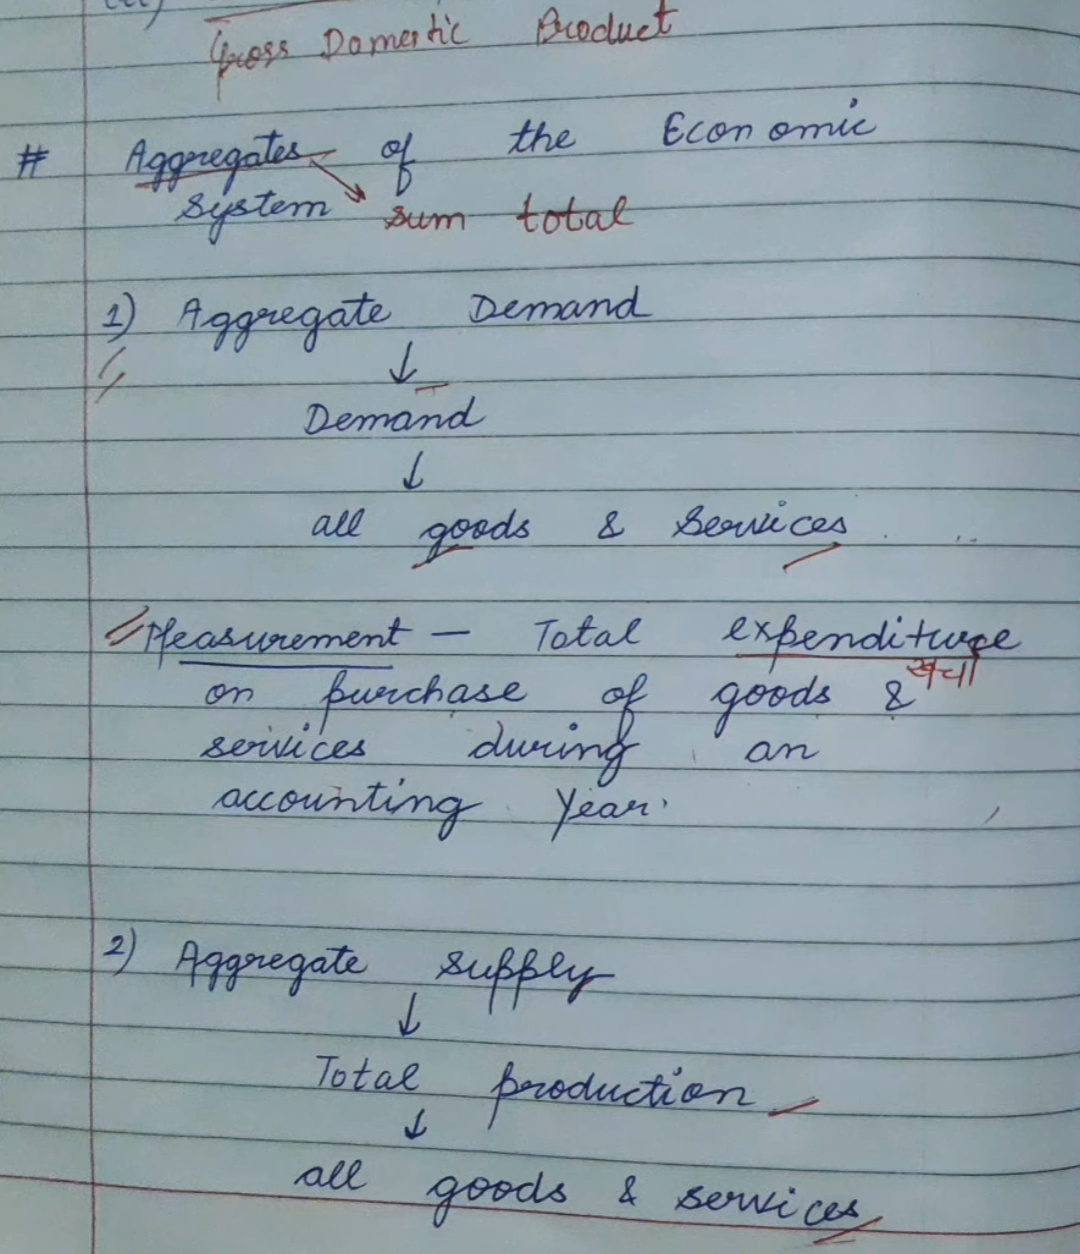 Gross Domestic Product
# Aggregates of the Economic
system sum total
1) Aggregate Demand
↓
Demand
↓
all goods & services
Measurement – Total expenditure
खर्चा
on purchase of goods &
services during an
accounting Year.
2) Aggregate supply
↓
Total production
↓
all goods & services